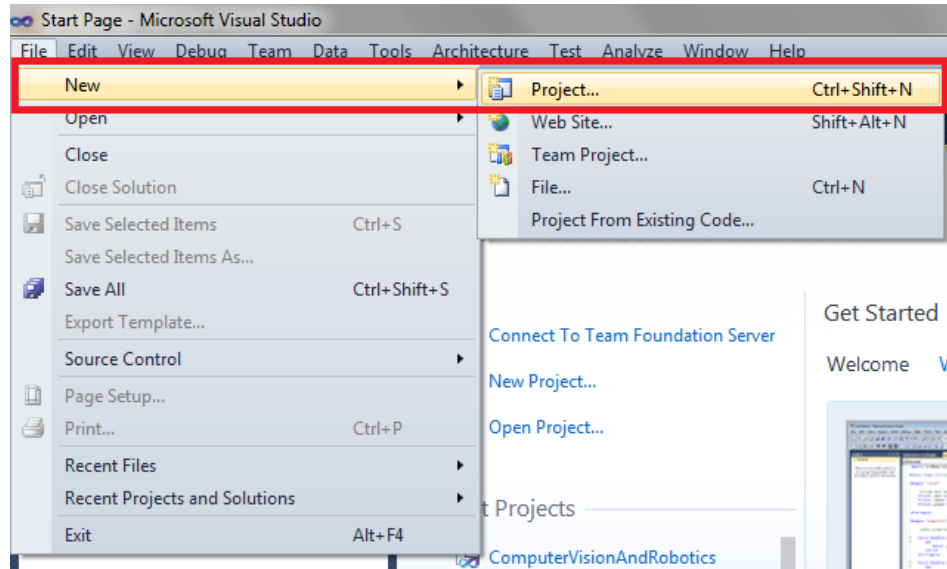 Start Page - Microsoft Visual Studio
File Edit View Debug Team Data Tools Architecture Test Analyze Window Help
New
Open
Close
Close Solution
Save Selected Items Ctrl+S
Save Selected Items As...
Save All Ctrl+Shift+S
Export Template...
Source Control
Page Setup...
Print... Ctrl+P
Recent Files
Recent Projects and Solutions
Exit Alt+F4
Project... Ctrl+Shift+N
Web Site... Shift+Alt+N
Team Project...
File... Ctrl+N
Project From Existing Code...
Connect To Team Foundation Server
New Project...
Open Project...
t Projects
ComputerVisionAndRobotics
Get Started
Welcome